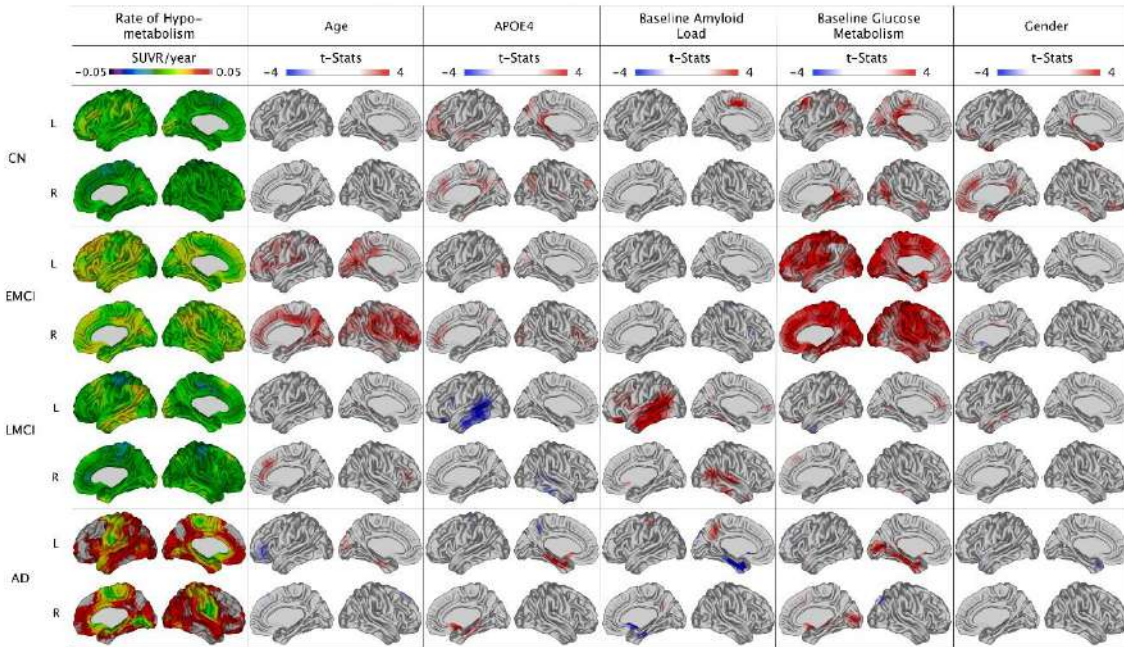 Rate of Hypo-
metabolism
Age
APOE4
Baseline Amyloid
Load
Baseline Glucose
Metabolism
Gender
SUVR/year
t-Stats
t-Stats
t-Stats
t-Stats
t-Stats
-0.05 0.05
-4 4
-4 4
-4 4
-4 4
-4 4
CN
L
R
EMCI
L
R
LMCI
L
R
AD
L
R